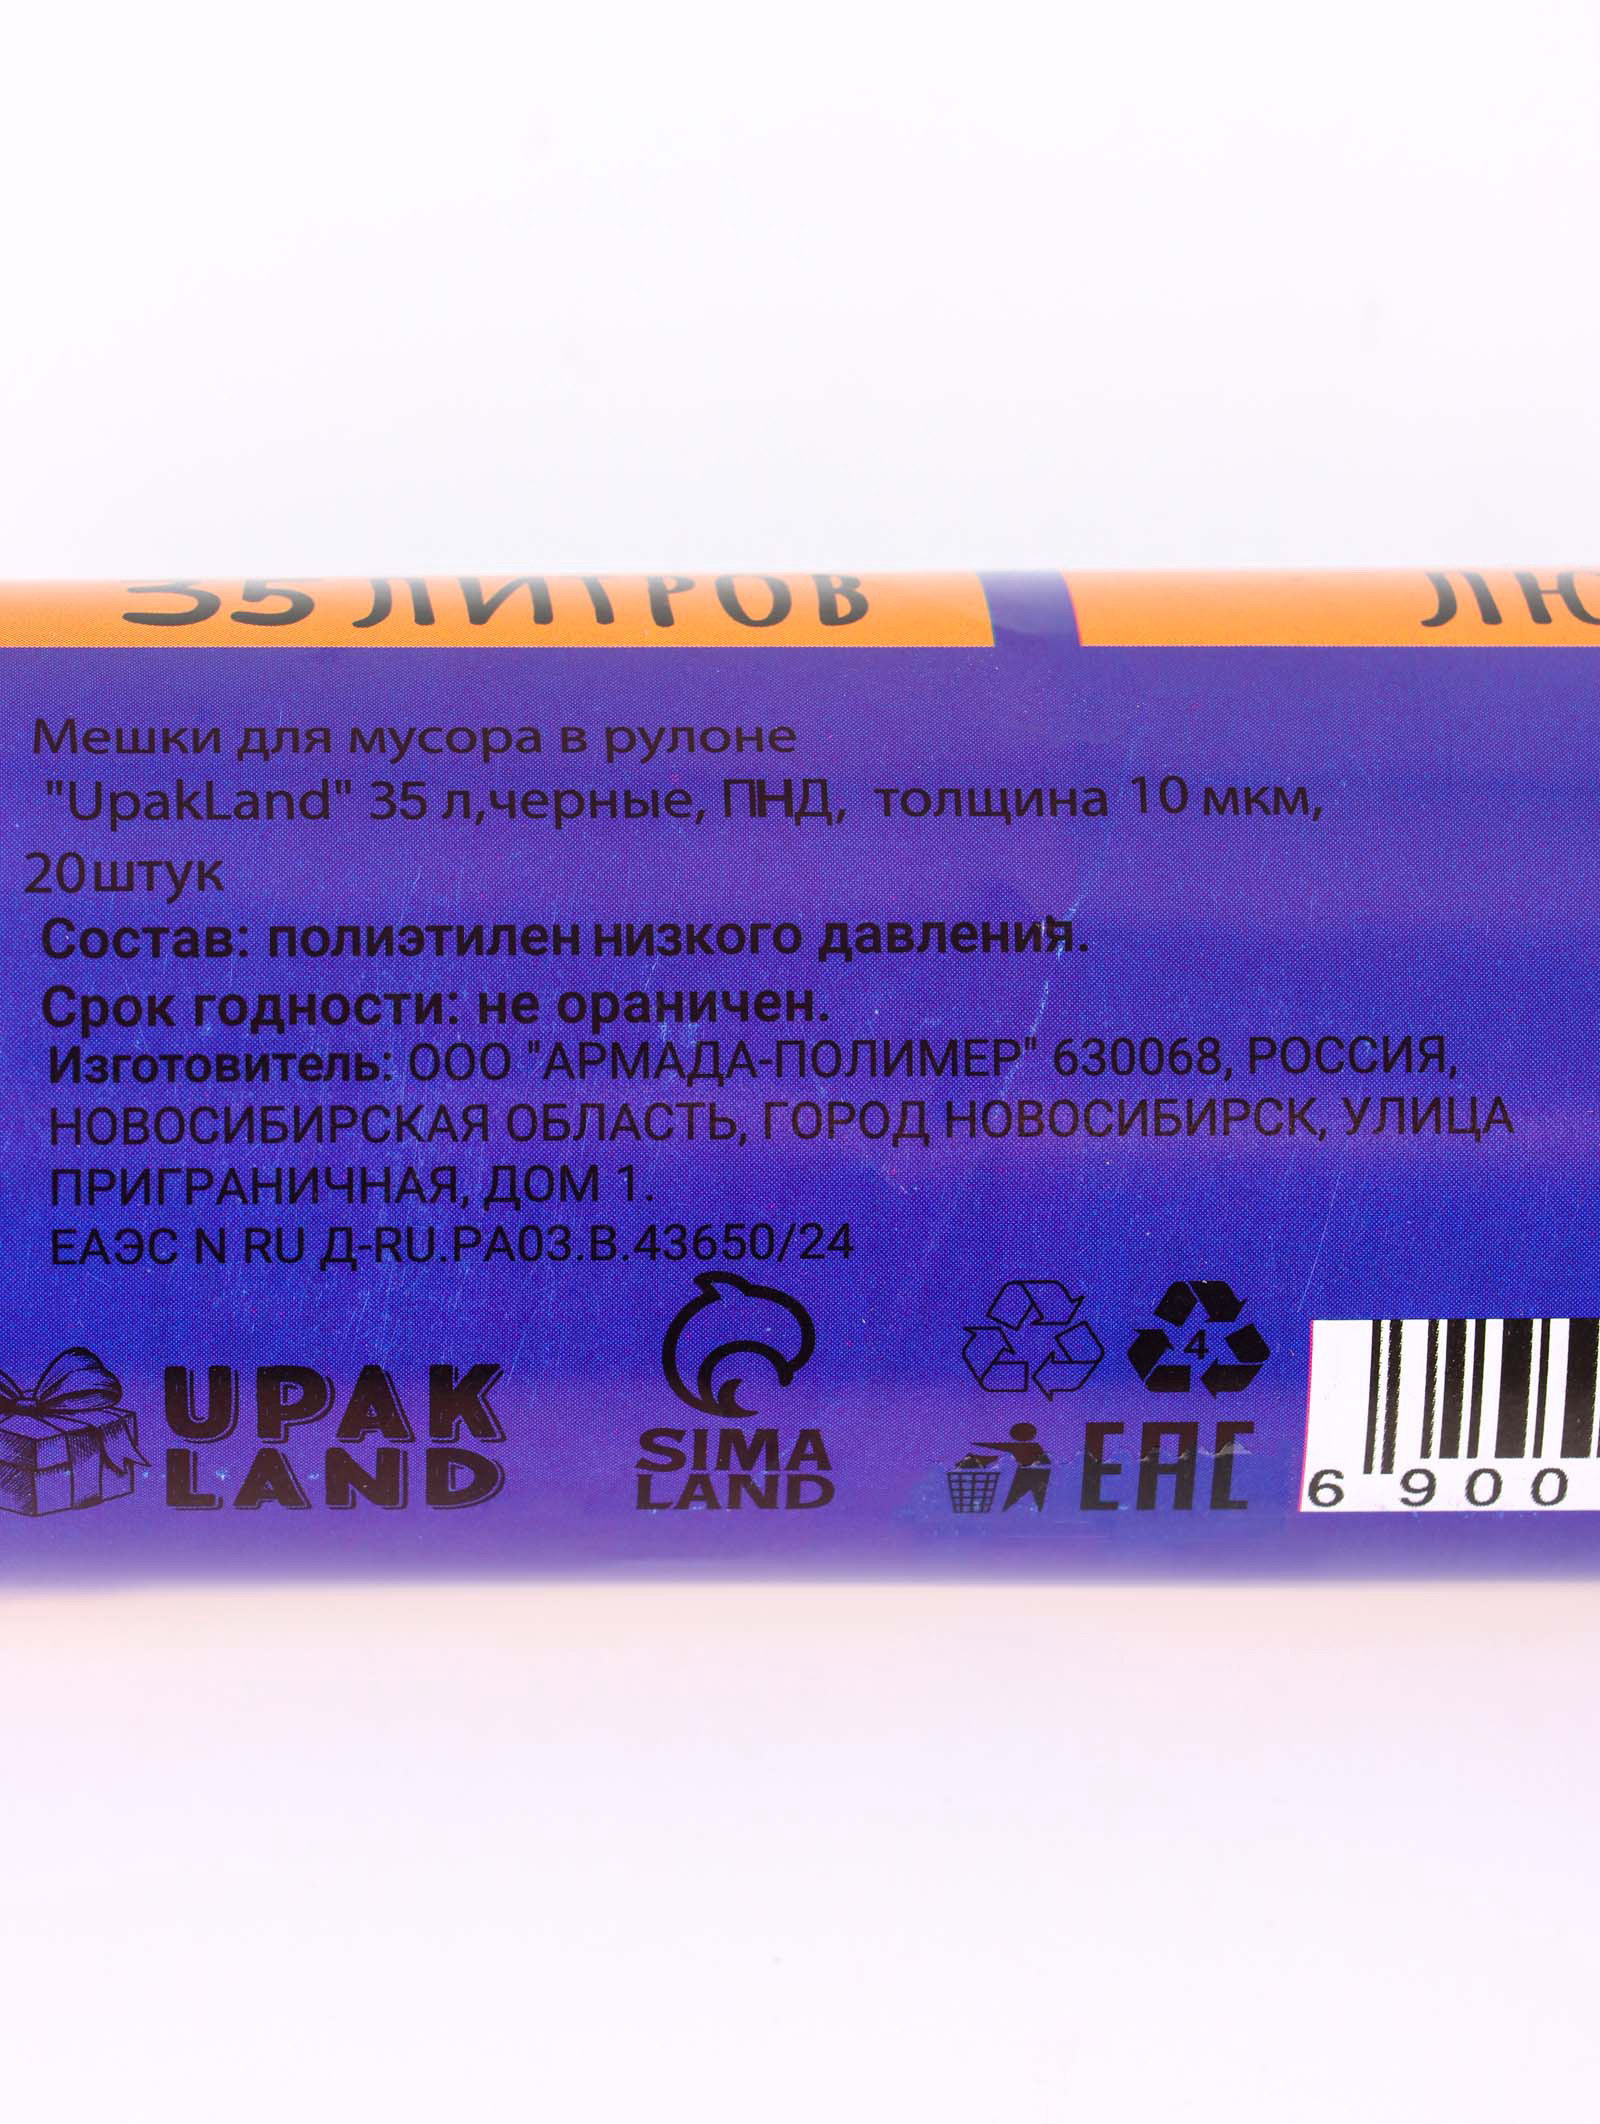 35 ЛИТРОВ
Мешки для мусора в рулоне
"UpakLand" 35 л,черные, ПНД, толщина 10 мкм,
20штук
Состав: полиэтилен низкого давления.
Срок годности: не ораничен.
Изготовитель: ООО "АРМАДА-ПОЛИМЕР" 630068, РОССИЯ,
НОВОСИБИРСКАЯ ОБЛАСТЬ, ГОРОД НОВОСИБИРСК, УЛИЦА
ПРИГРАНИЧНАЯ, ДОМ 1.
ЕАЭС N RU Д-RU.РА03.В.43650/24
UPAK
LAND
SIMA
LAND
4
EAC
6 900